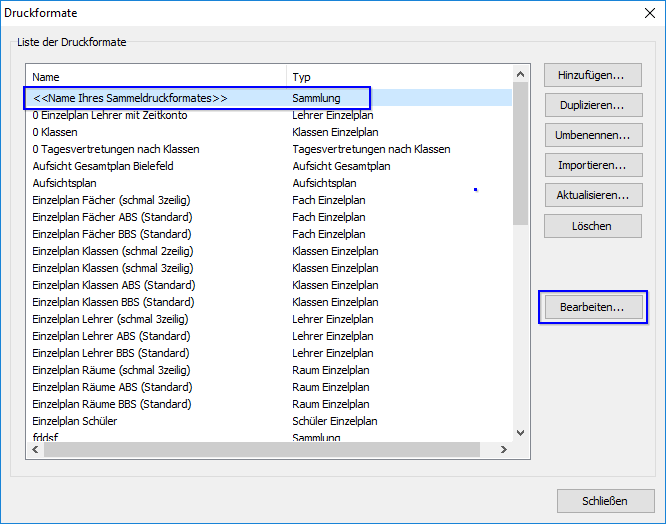 Druckformate
Liste der Druckformate
Name Typ
<<Name Ihres Sammeldruckformates>> Sammlung
0 Einzelplan Lehrer mit Zeitkonto Lehrer Einzelplan
0 Klassen Klassen Einzelplan
0 Tagesvertretungen nach Klassen Tagesvertretungen nach Klassen
Aufsicht Gesamtplan Bielefeld Aufsicht Gesamtplan
Aufsichtsplan Aufsichtsplan
Einzelplan Fächer (schmal 3zeilig) Fach Einzelplan
Einzelplan Fächer ABS (Standard) Fach Einzelplan
Einzelplan Fächer BBS (Standard) Fach Einzelplan
Einzelplan Klassen (schmal 2zeilig) Klassen Einzelplan
Einzelplan Klassen (schmal 3zeilig) Klassen Einzelplan
Einzelplan Klassen ABS (Standard) Klassen Einzelplan
Einzelplan Klassen BBS (Standard) Klassen Einzelplan
Einzelplan Lehrer (schmal 3zeilig) Lehrer Einzelplan
Einzelplan Lehrer ABS (Standard) Lehrer Einzelplan
Einzelplan Lehrer BBS (Standard) Lehrer Einzelplan
Einzelplan Räume (schmal 3zeilig) Raum Einzelplan
Einzelplan Räume ABS (Standard) Raum Einzelplan
Einzelplan Räume BBS (Standard) Raum Einzelplan
Einzelplan Schüler Schüler Einzelplan
fddsf Sammlung
Hinzufügen...
Duplizieren...
Umbenennen...
Importieren...
Aktualisieren...
Löschen
Bearbeiten...
Schließen